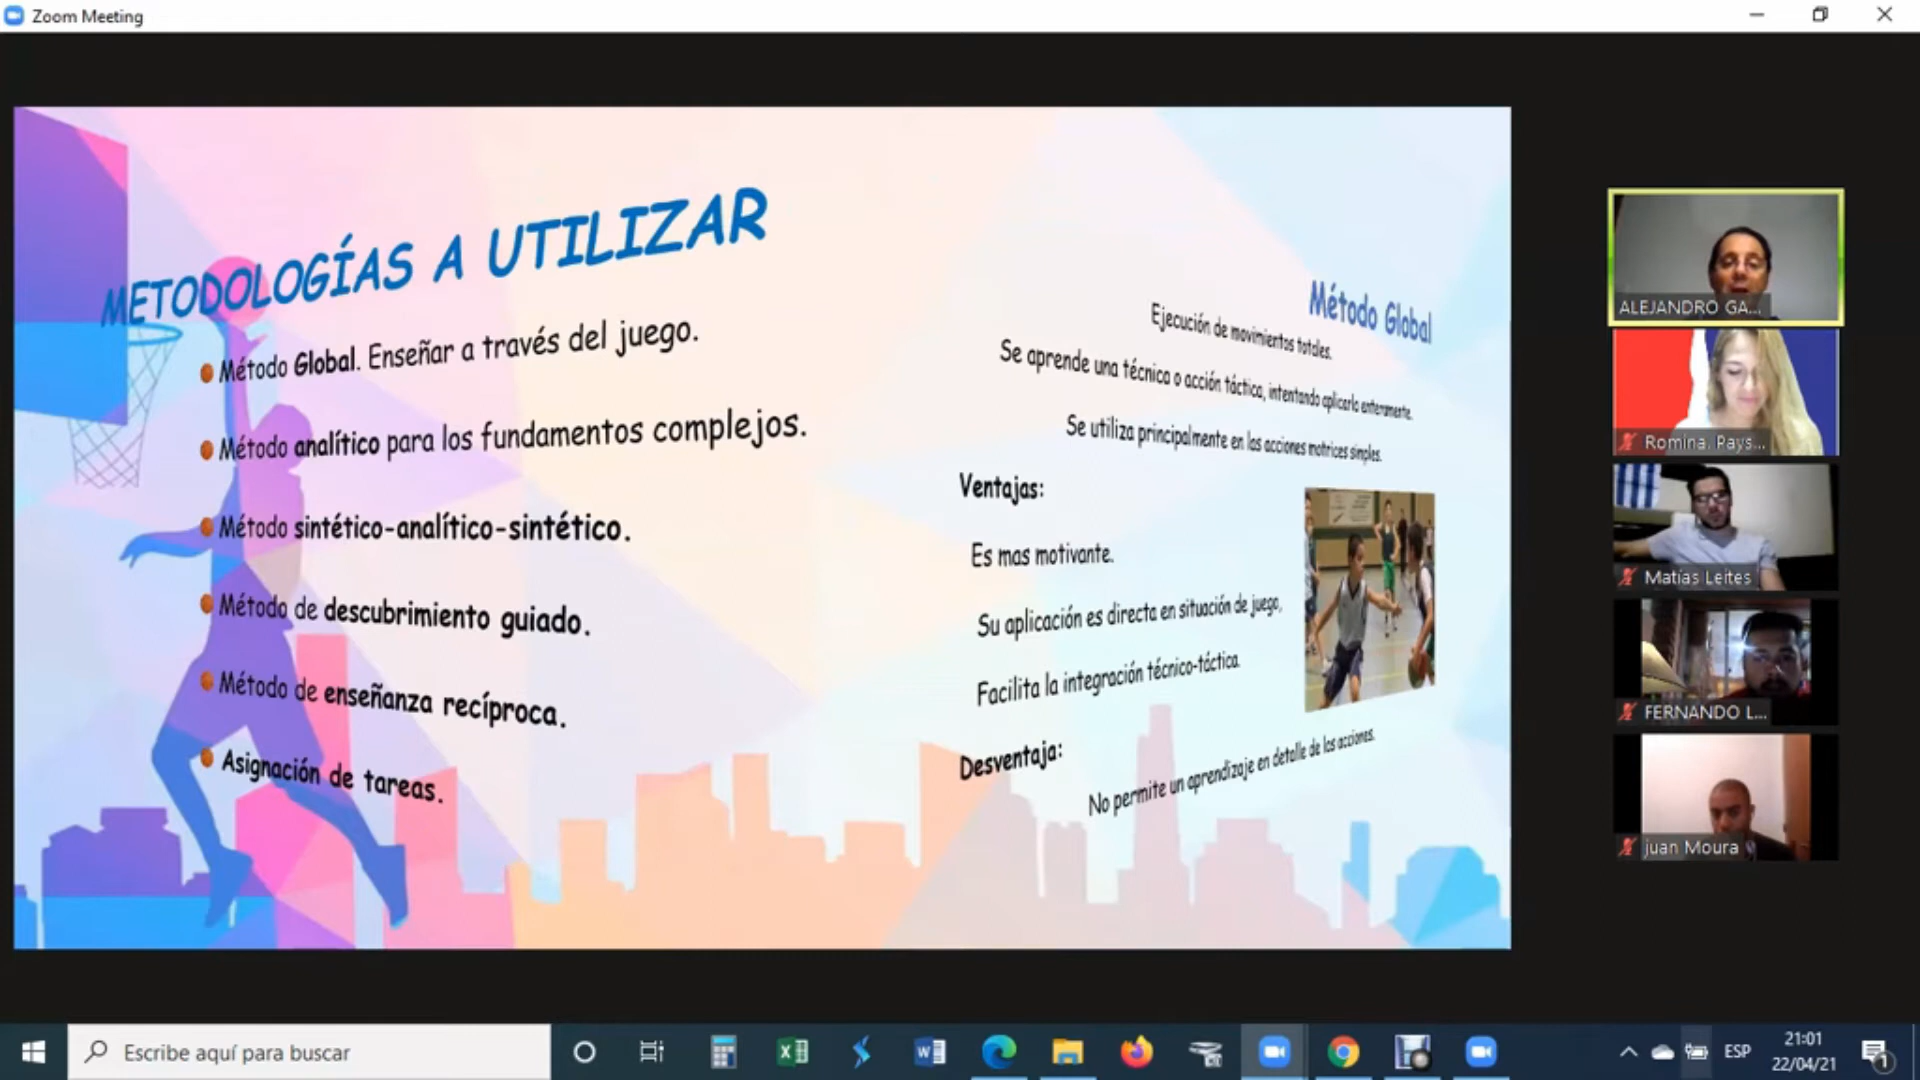 Zoom Meeting
METODOLOGÍAS A UTILIZAR
Método Global. Enseñar a través del juego.
Método analítico para los fundamentos complejos.
Método sintético-analítico-sintético.
Método de descubrimiento guiado.
Método de enseñanza recíproca.
Asignación de tareas.
Método Global
Ejecución de movimientos totales.
Se aprende una técnica o acción táctica, intentando aplicarla enteramente.
Se utiliza principalmente en las acciones motrices simples.
Ventajas:
Es mas motivante.
Su aplicación es directa en situación de juego,
Facilita la integración técnico-táctica.
Desventaja:
No permite un aprendizaje en detalle de las acciones.
ALEJANDRO GA...
Romina. Pays...
Matías Leites
FERNANDO L...
juan Moura
Escribe aquí para buscar
ESP
21:01
22/04/21
1